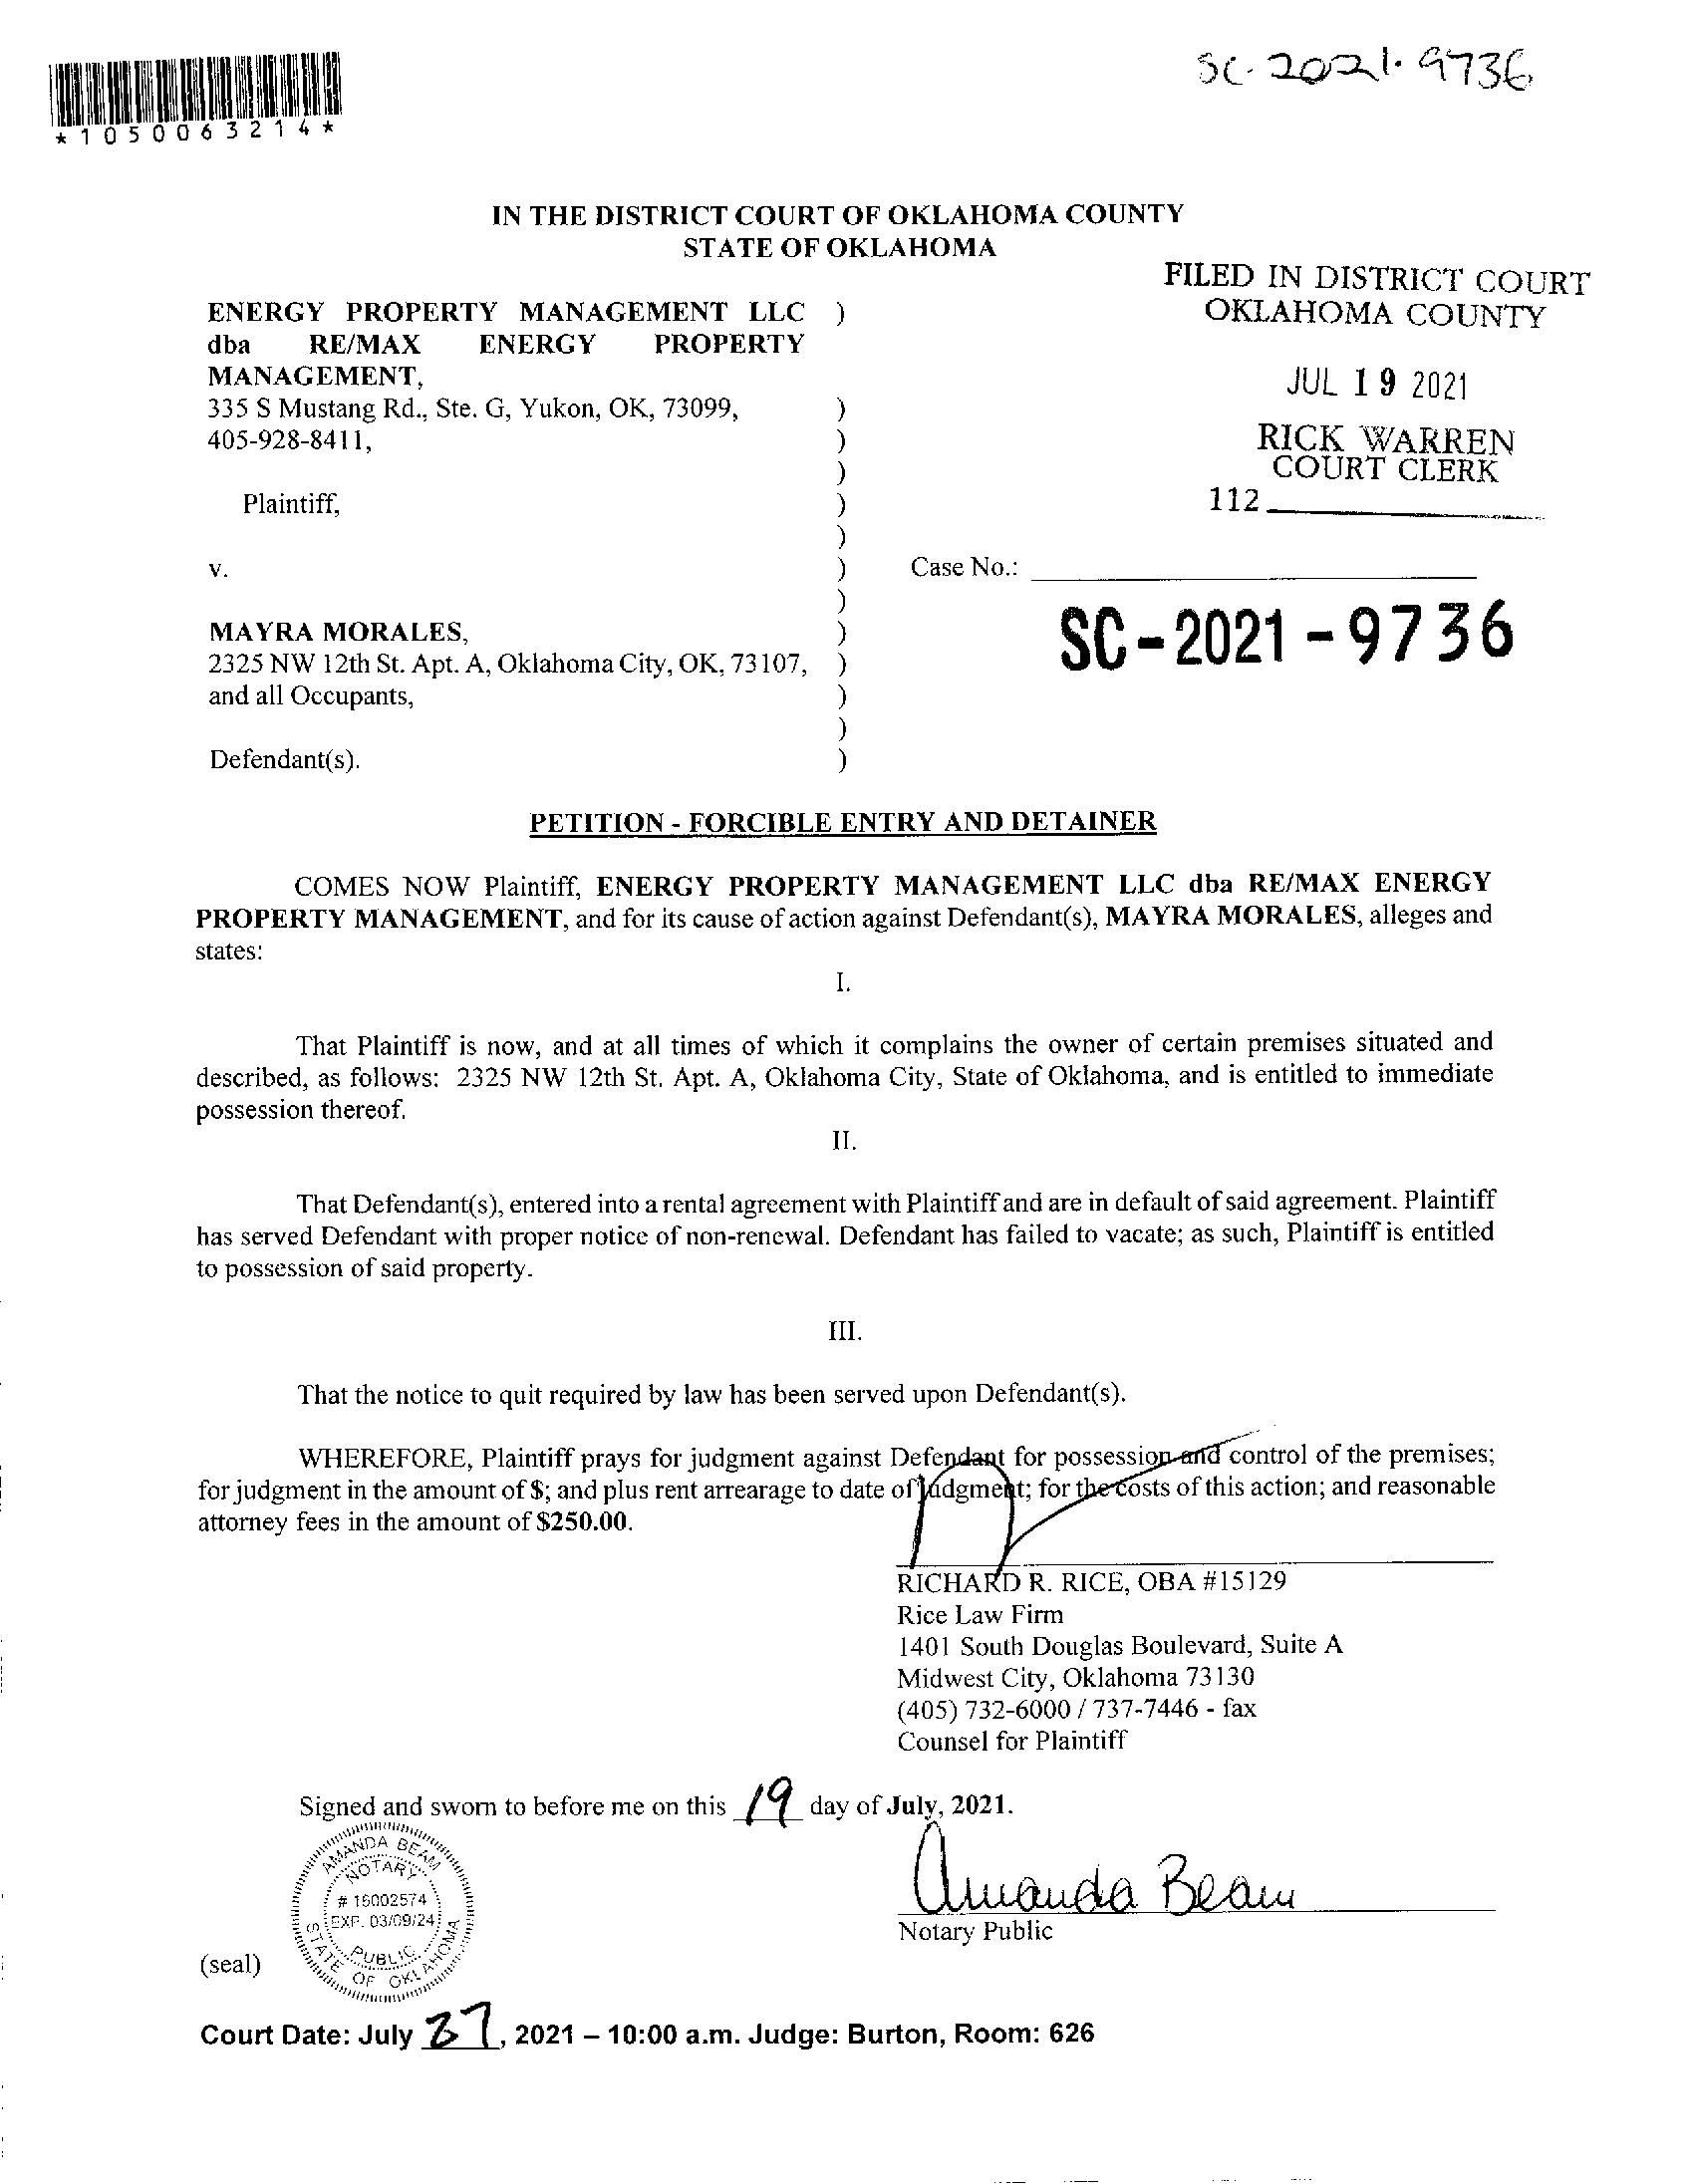 SC-2021-9736
*1050063214*
IN THE DISTRICT COURT OF OKLAHOMA COUNTY
STATE OF OKLAHOMA
FILED IN DISTRICT COURT
OKLAHOMA COUNTY
JUL 19 2021
RICK WARREN
COURT CLERK
112
ENERGY PROPERTY MANAGEMENT LLC )
dba RE/MAX ENERGY PROPERTY
MANAGEMENT,
335 S Mustang Rd., Ste. G, Yukon, OK, 73099, )
405-928-8411, )
)
Plaintiff, )
)
v. ) Case No.:
)
SC-2021-9736
MAYRA MORALES, )
2325 NW 12th St. Apt. A, Oklahoma City, OK, 73107, )
and all Occupants, )
)
Defendant(s). )
PETITION - FORCIBLE ENTRY AND DETAINER
COMES NOW Plaintiff, ENERGY PROPERTY MANAGEMENT LLC dba RE/MAX ENERGY
PROPERTY MANAGEMENT, and for its cause of action against Defendant(s), MAYRA MORALES, alleges and
states:
I.
That Plaintiff is now, and at all times of which it complains the owner of certain premises situated and
described, as follows: 2325 NW 12th St. Apt. A, Oklahoma City, State of Oklahoma, and is entitled to immediate
possession thereof.
II.
That Defendant(s), entered into a rental agreement with Plaintiff and are in default of said agreement. Plaintiff
has served Defendant with proper notice of non-renewal. Defendant has failed to vacate; as such, Plaintiff is entitled
to possession of said property.
III.
That the notice to quit required by law has been served upon Defendant(s).
WHEREFORE, Plaintiff prays for judgment against Defendant for possession and control of the premises;
for judgment in the amount of $; and plus rent arrearage to date of judgment; for the costs of this action; and reasonable
attorney fees in the amount of $250.00.
RICHARD R. RICE, OBA #15129
Rice Law Firm
1401 South Douglas Boulevard, Suite A
Midwest City, Oklahoma 73130
(405) 732-6000 / 737-7446 - fax
Counsel for Plaintiff
Signed and sworn to before me on this 19 day of July, 2021.
AMANDA BEAM
NOTARY
# 16002574
EXP. 03/09/24
PUBLIC
STATE OF OKLAHOMA
Amanda Beam
Notary Public
(seal)
Court Date: July 27, 2021 – 10:00 a.m. Judge: Burton, Room: 626